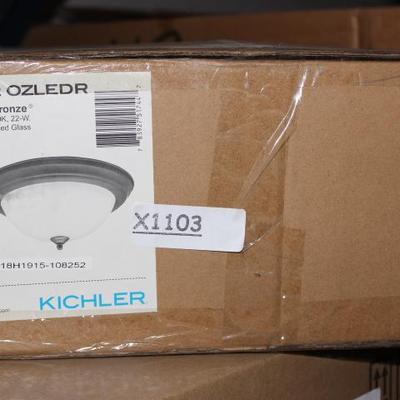 OZLEDR
ronze®
0K, 22-W.
ed Glass
X1103
18H1915-108252
KICHLER